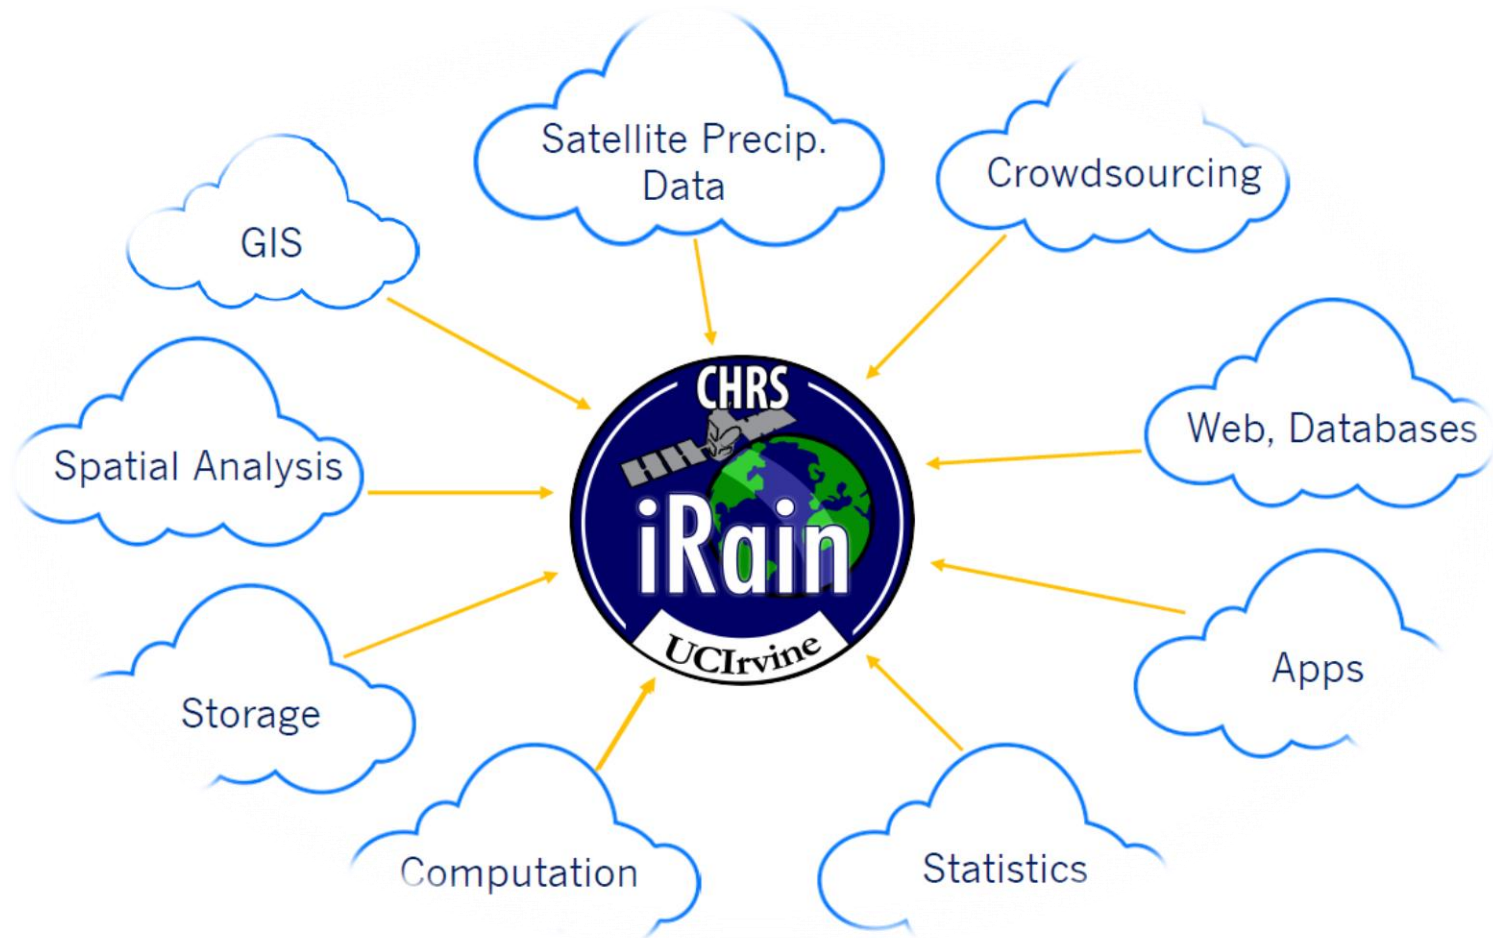 Satellite Precip.
Data
Crowdsourcing
GIS
Web, Databases
Spatial Analysis
CHRS
iRain
UCIrvine
Apps
Storage
Computation
Statistics